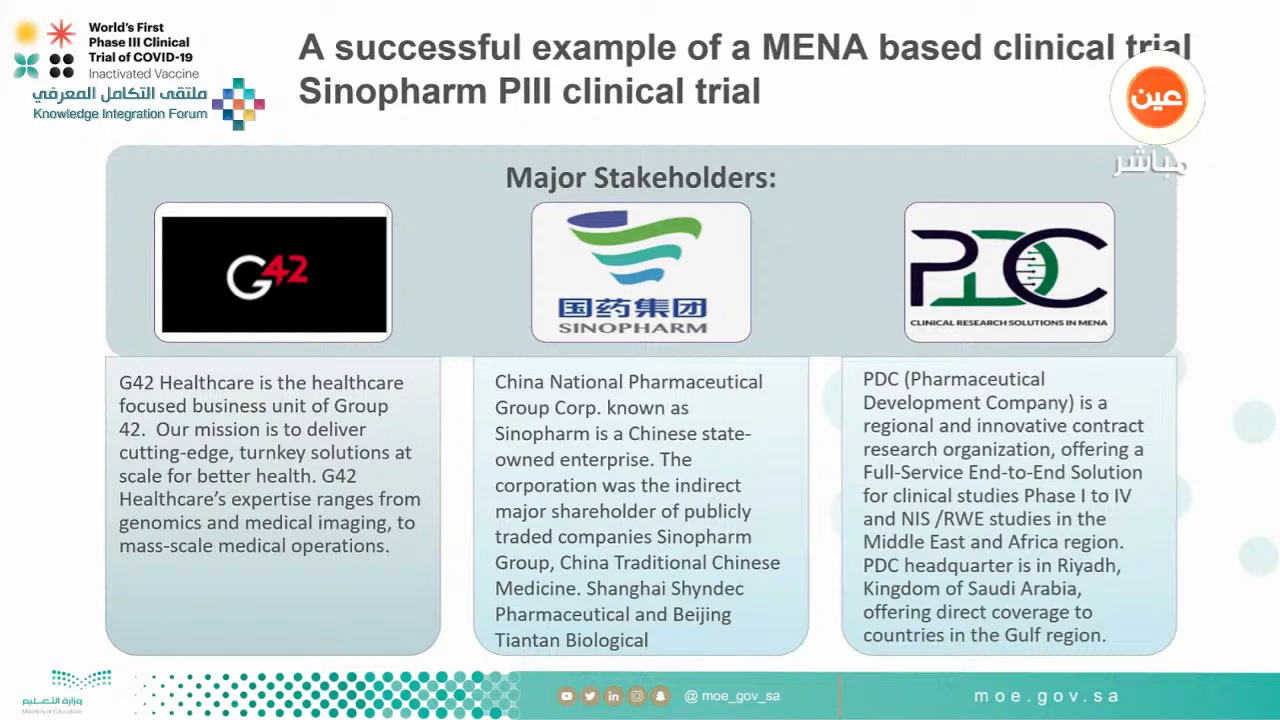 World's First
Phase III Clinical
Trial of COVID-19
Inactivated Vaccine
ملتقى التكامل المعرفي
Knowledge Integration Forum
A successful example of a MENA based clinical trial
Sinopharm PIII clinical trial
عين
مباشر
Major Stakeholders:
G42
国药集团
SINOPHARM
PDC
CLINICAL RESEARCH SOLUTIONS IN MENA
G42 Healthcare is the healthcare
focused business unit of Group
42.  Our mission is to deliver
cutting-edge, turnkey solutions at
scale for better health. G42
Healthcare's expertise ranges from
genomics and medical imaging, to
mass-scale medical operations.
China National Pharmaceutical
Group Corp. known as
Sinopharm is a Chinese state-
owned enterprise. The
corporation was the indirect
major shareholder of publicly
traded companies Sinopharm
Group, China Traditional Chinese
Medicine. Shanghai Shyndec
Pharmaceutical and Beijing
Tiantan Biological
PDC (Pharmaceutical
Development Company) is a
regional and innovative contract
research organization, offering a
Full-Service End-to-End Solution
for clinical studies Phase I to IV
and NIS /RWE studies in the
Middle East and Africa region.
PDC headquarter is in Riyadh,
Kingdom of Saudi Arabia,
offering direct coverage to
countries in the Gulf region.
وزارة التعليم
Ministry of Education
@ moe_gov_sa
moe.gov.sa